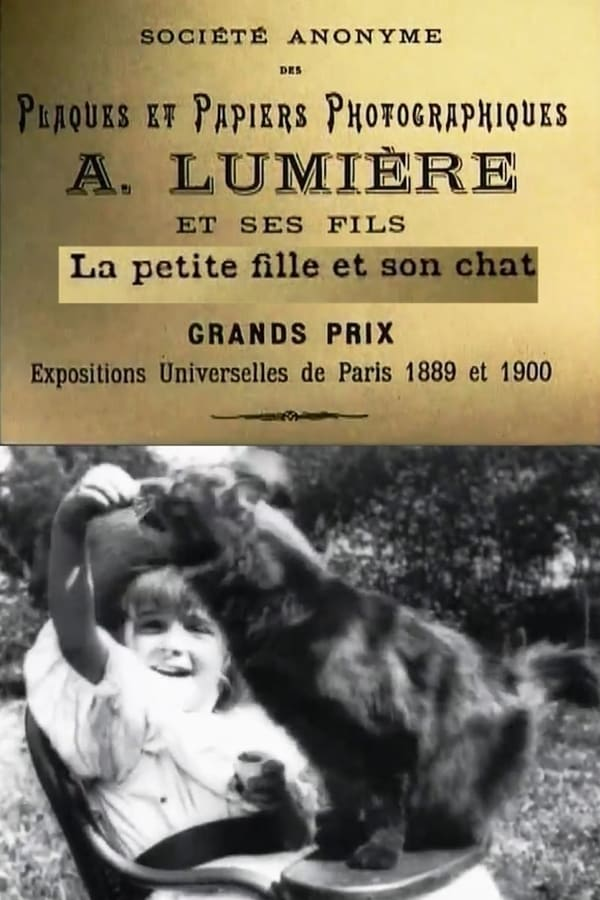 SOCIÉTÉ ANONYME
DES
PLAQUES ET PAPIERS PHOTOGRAPHIQUES
A. LUMIÈRE
ET SES FILS
La petite fille et son chat
GRANDS PRIX
Expositions Universelles de Paris 1889 et 1900